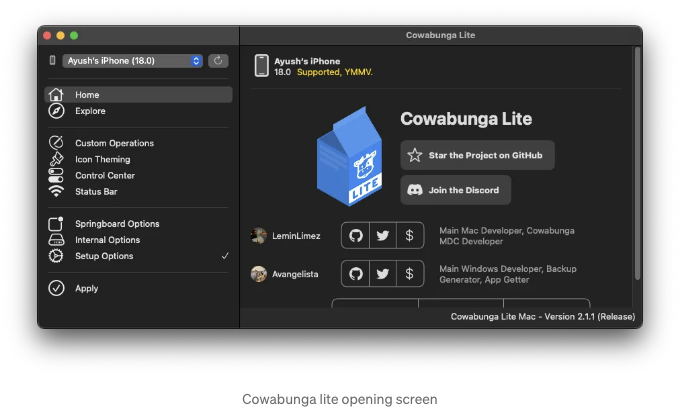 Cowabunga Lite
Ayush's iPhone (18.0)
Home
Explore
Custom Operations
Icon Theming
Control Center
Status Bar
Springboard Options
Internal Options
Setup Options
Apply
Ayush's iPhone
18.0 Supported, YMMV.
LITE
Cowabunga Lite
Star the Project on GitHub
Join the Discord
LeminLimez
$
Main Mac Developer, Cowabunga
MDC Developer
Avangelista
$
Main Windows Developer, Backup
Generator, App Getter
Cowabunga Lite Mac - Version 2.1.1 (Release)
Cowabunga lite opening screen